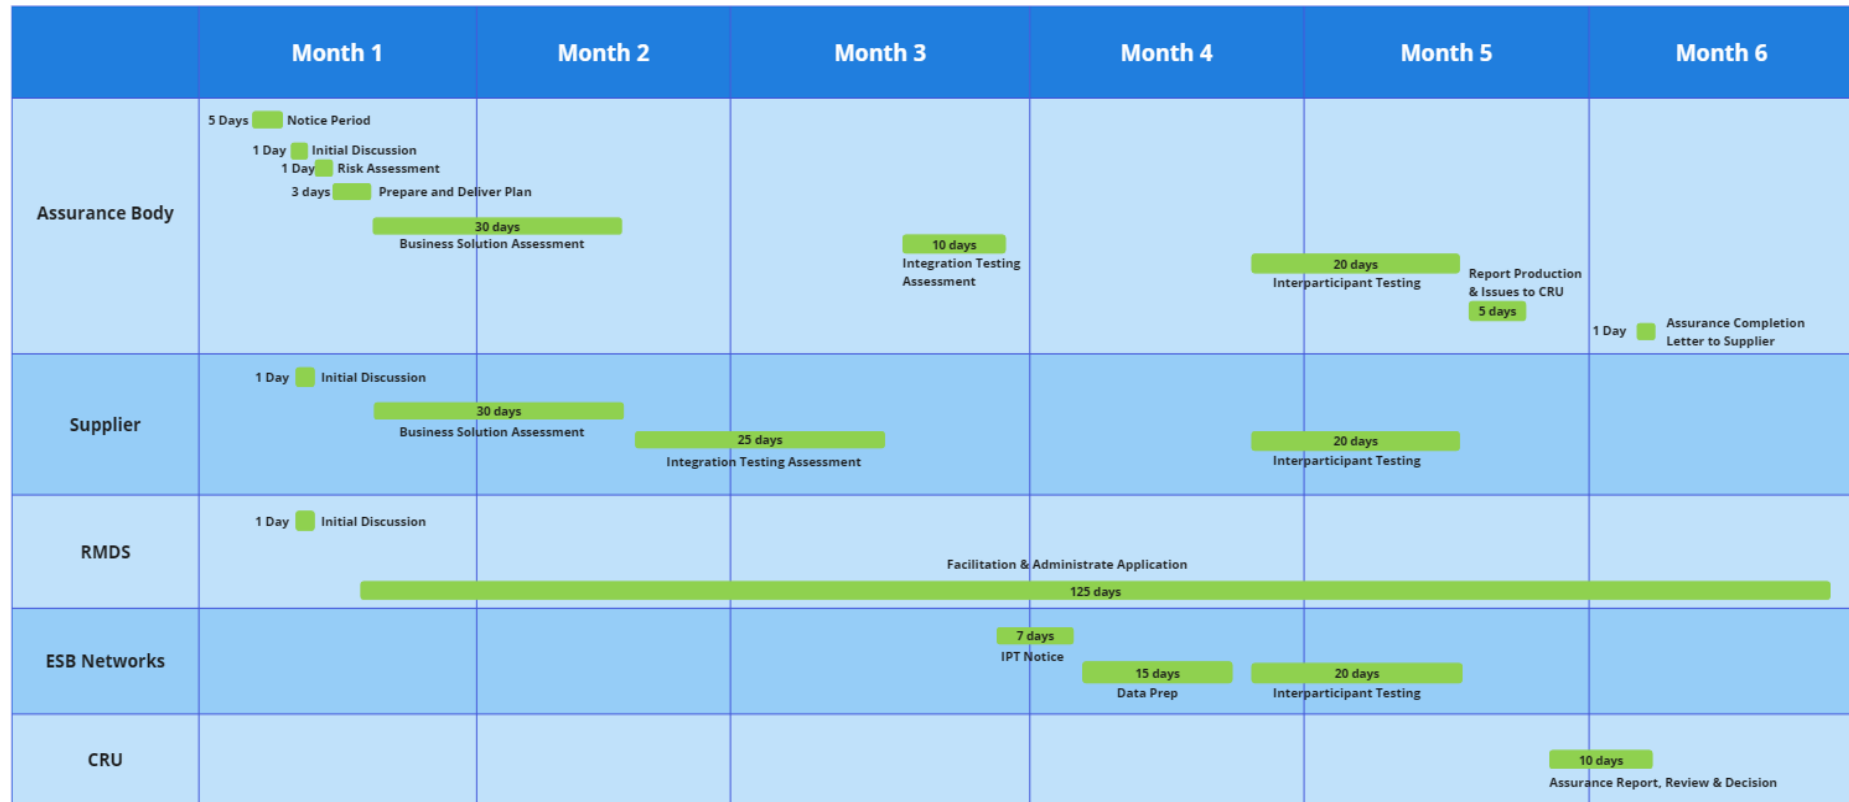 Month 1
Month 2
Month 3
Month 4
Month 5
Month 6
Assurance Body
5 Days
Notice Period
1 Day
Initial Discussion
1 Day
Risk Assessment
3 days
Prepare and Deliver Plan
30 days
Business Solution Assessment
10 days
Integration Testing
Assessment
20 days
Interparticipant Testing
Report Production
& Issues to CRU
5 days
1 Day
Assurance Completion
Letter to Supplier
Supplier
1 Day
Initial Discussion
30 days
Business Solution Assessment
25 days
Integration Testing Assessment
20 days
Interparticipant Testing
RMDS
1 Day
Initial Discussion
Facilitation & Administrate Application
125 days
ESB Networks
7 days
IPT Notice
15 days
Data Prep
20 days
Interparticipant Testing
CRU
10 days
Assurance Report, Review & Decision